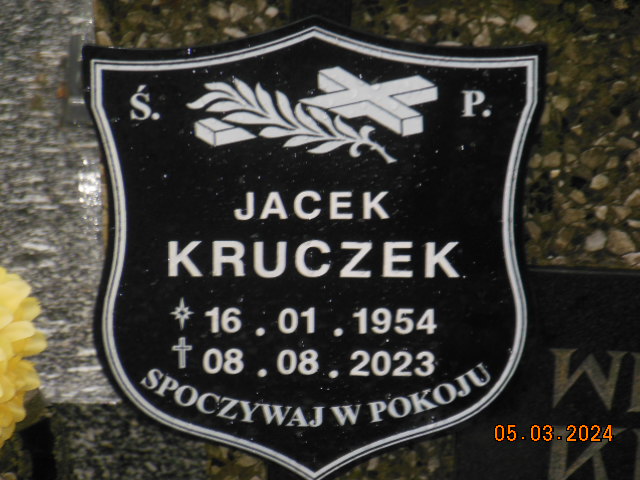 Ś. P.
JACEK
KRUCZEK
16 . 01 . 1954
08 . 08 . 2023
SPOCZYWAJ W POKOJU
05.03.2024